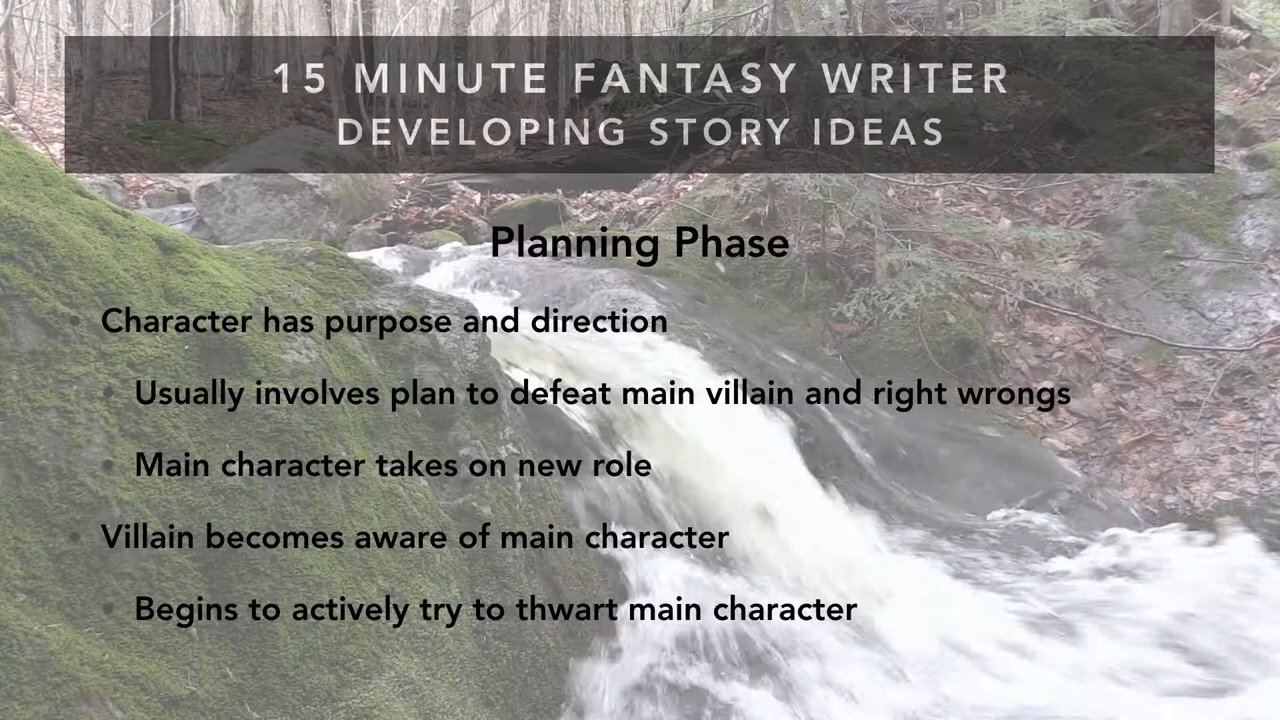 15 MINUTE FANTASY WRITER
DEVELOPING STORY IDEAS
Planning Phase
• Character has purpose and direction
• Usually involves plan to defeat main villain and right wrongs
• Main character takes on new role
• Villain becomes aware of main character
• Begins to actively try to thwart main character